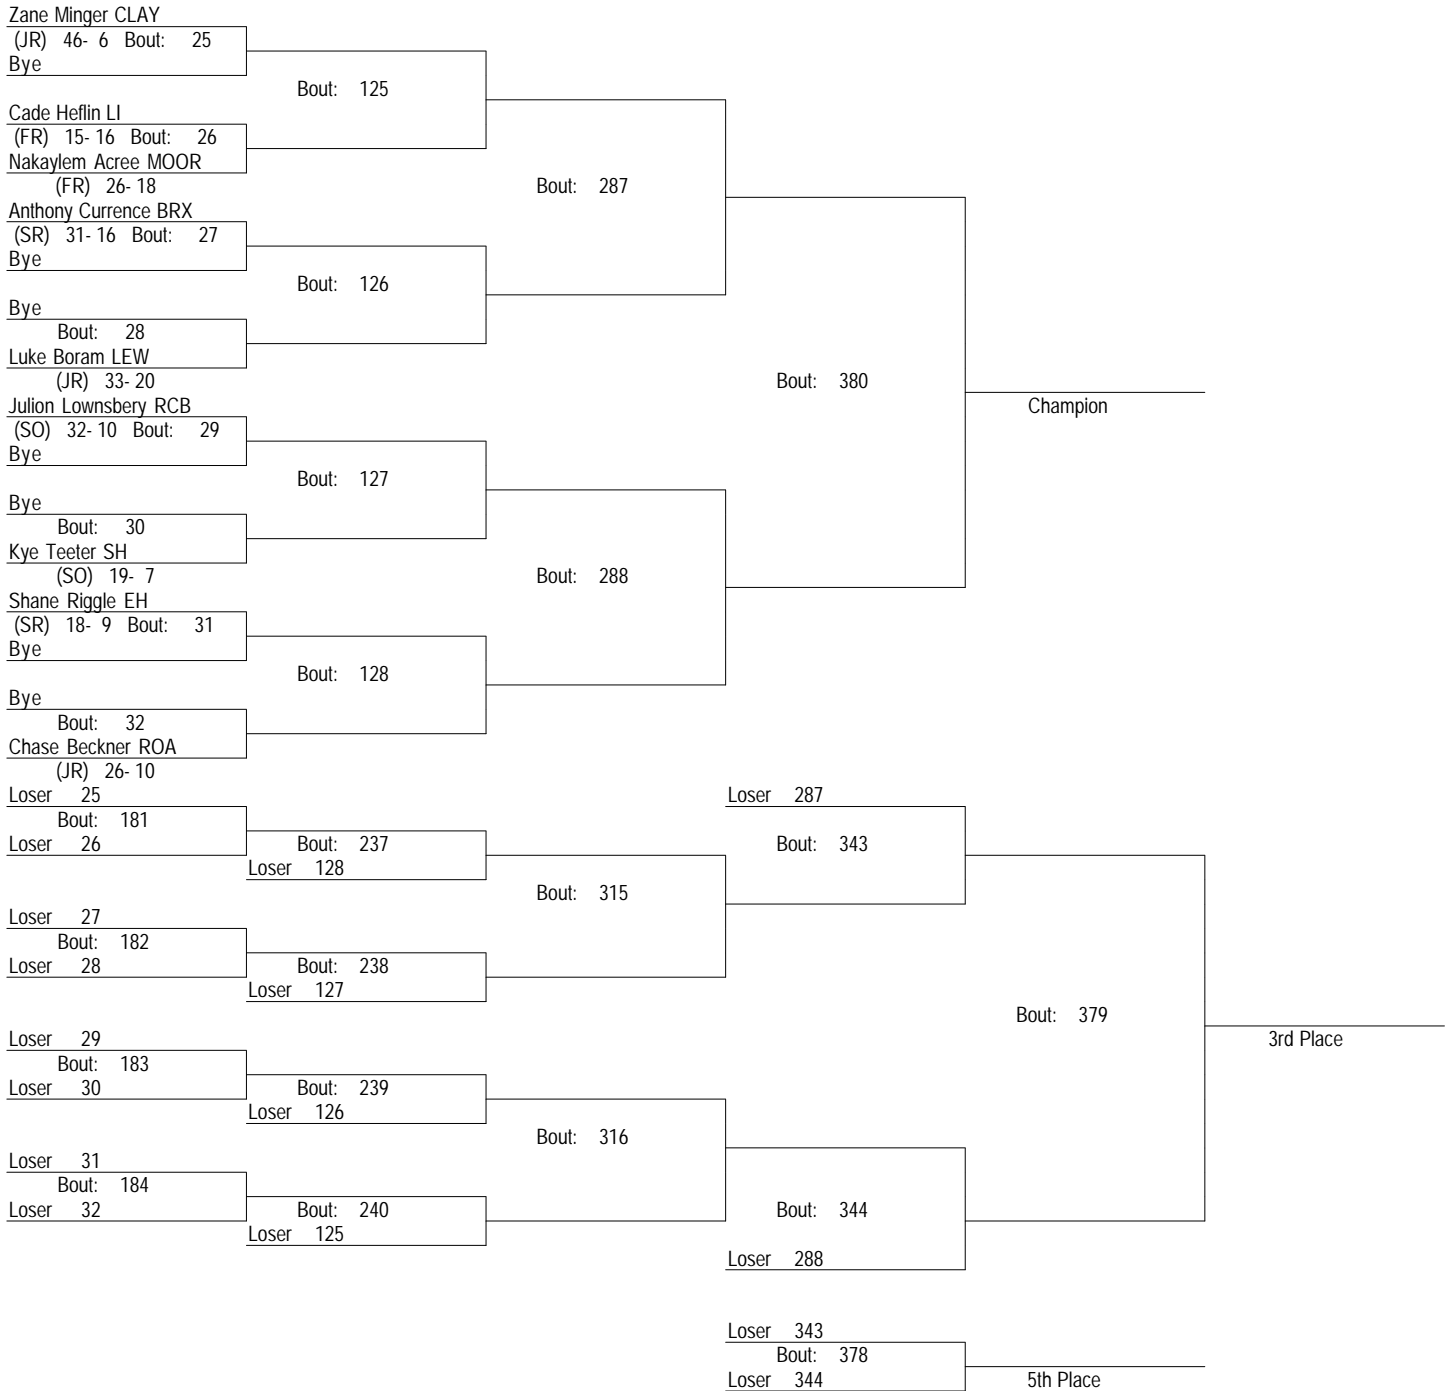 Zane Minger CLAY
(JR) 46- 6 Bout: 25
Bye
Bout: 125
Cade Heflin LI
(FR) 15- 16 Bout: 26
Nakaylem Acree MOOR
(FR) 26- 18
Bout: 287
Anthony Currence BRX
(SR) 31- 16 Bout: 27
Bye
Bout: 126
Bye
Bout: 28
Luke Boram LEW
(JR) 33- 20
Bout: 380
Julion Lownsbery RCB
Champion
(SO) 32- 10 Bout: 29
Bye
Bout: 127
Bye
Bout: 30
Kye Teeter SH
(SO) 19- 7
Bout: 288
Shane Riggle EH
(SR) 18- 9 Bout: 31
Bye
Bout: 128
Bye
Bout: 32
Chase Beckner ROA
(JR) 26- 10
Loser 25
Loser 287
Bout: 181
Loser 26
Bout: 237
Bout: 343
Loser 128
Bout: 315
Loser 27
Bout: 182
Loser 28
Bout: 238
Loser 127
Bout: 379
Loser 29
3rd Place
Bout: 183
Loser 30
Bout: 239
Loser 126
Bout: 316
Loser 31
Bout: 184
Loser 32
Bout: 240
Bout: 344
Loser 125
Loser 288
Loser 343
Bout: 378
Loser 344
5th Place